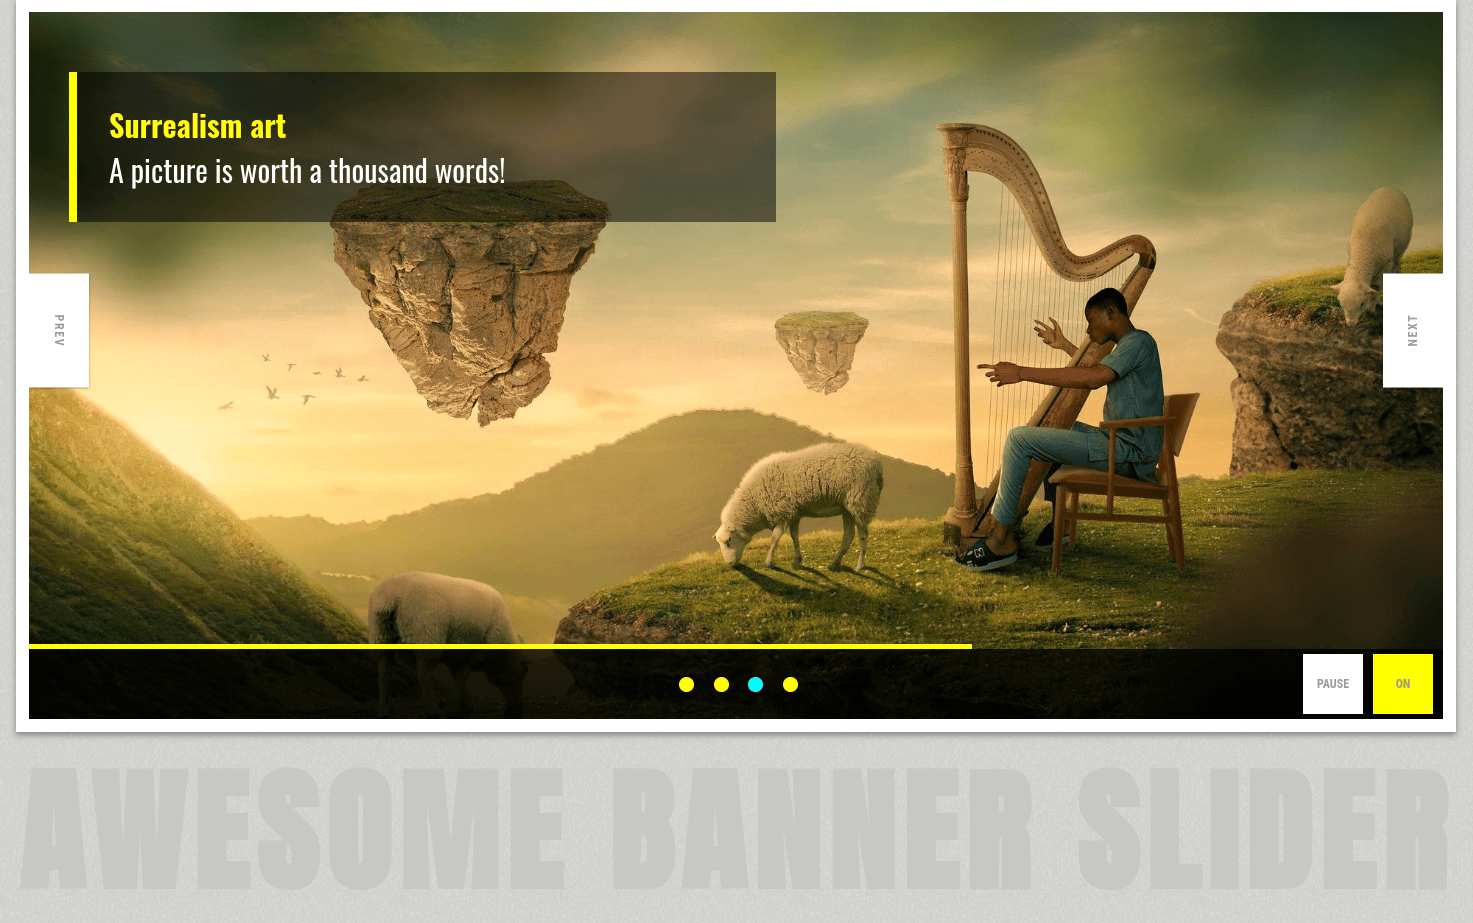 Surrealism art
A picture is worth a thousand words!
PREV
NEXT
PAUSE
ON
AWESOME BANNER SLIDER